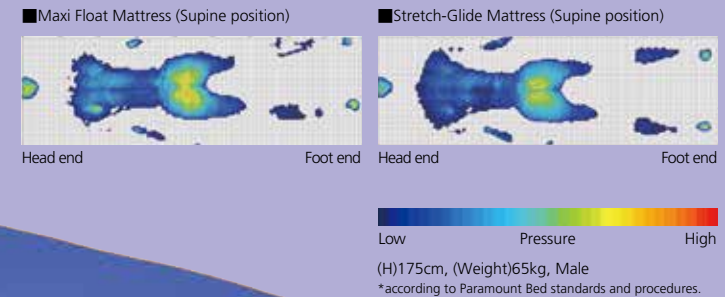 ■Maxi Float Mattress (Supine position)
Head end Foot end
■Stretch-Glide Mattress (Supine position)
Head end Foot end
Low Pressure High
(H)175cm, (Weight)65kg, Male
*according to Paramount Bed standards and procedures.